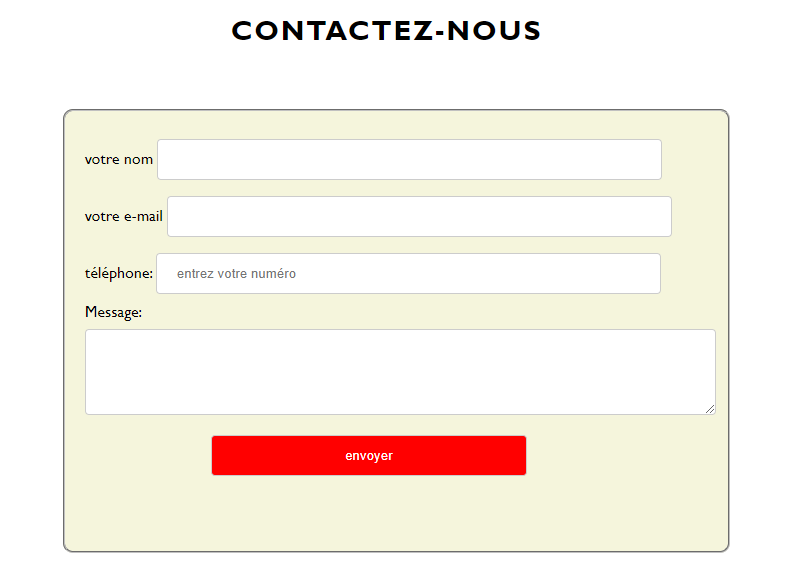 CONTACTEZ-NOUS
votre nom
votre e-mail
téléphone: entrez votre numéro
Message:
envoyer